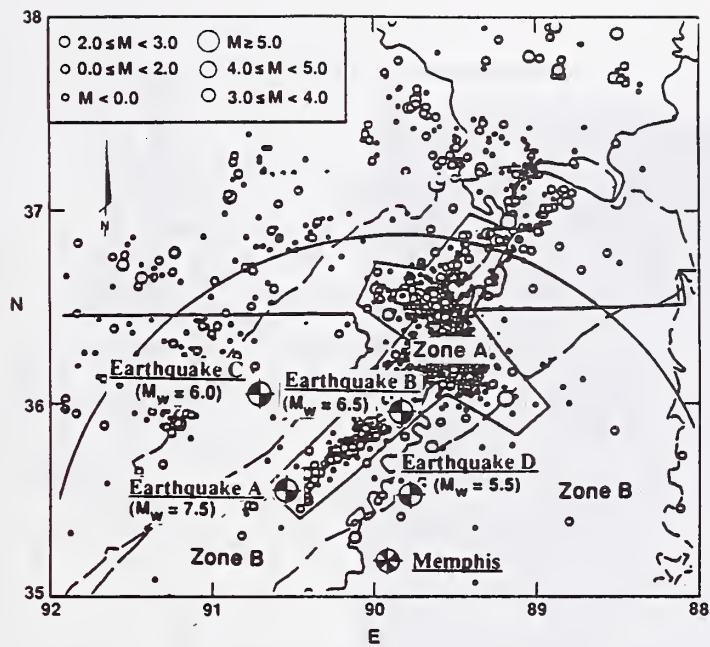 38
2.0 ≤ M < 3.0
M ≥ 5.0
0.0 ≤ M < 2.0
4.0 ≤ M < 5.0
M < 0.0
3.0 ≤ M < 4.0
N
37
N
Zone A
Earthquake C
(Mw = 6.0)
Earthquake B
(Mw = 6.5)
36
Earthquake D
(Mw = 5.5)
Earthquake A
(Mw = 7.5)
Zone B
Zone B
Memphis
35
92
91
90
89
88
E